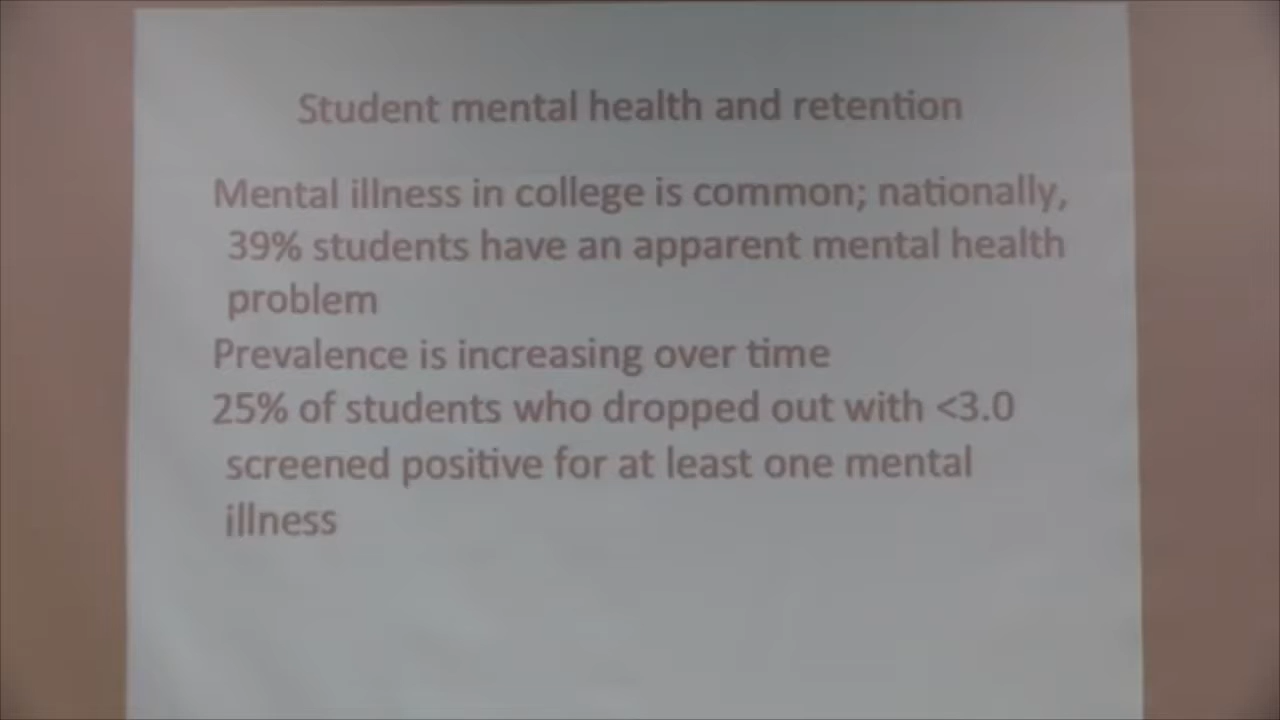 Student mental health and retention
Mental illness in college is common; nationally,
39% students have an apparent mental health
problem
Prevalence is increasing over time
25% of students who dropped out with <3.0
screened positive for at least one mental
illness